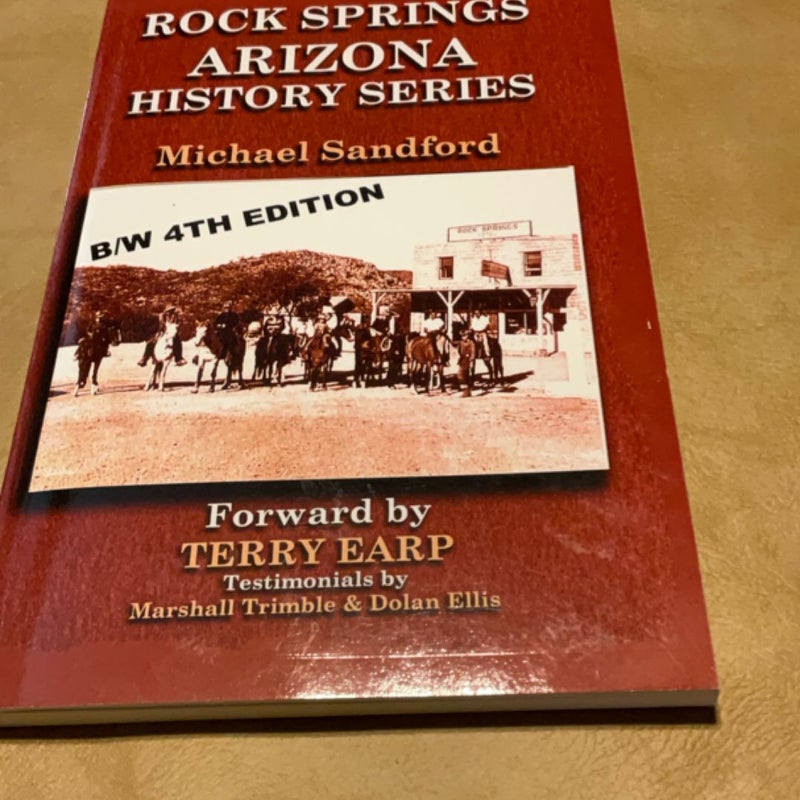 ROCK SPRINGS
ARIZONA
HISTORY SERIES
Michael Sandford
B/W 4TH EDITION
ROCK SPRINGS
Forward by
TERRY EARP
Testimonials by
Marshall Trimble & Dolan Ellis